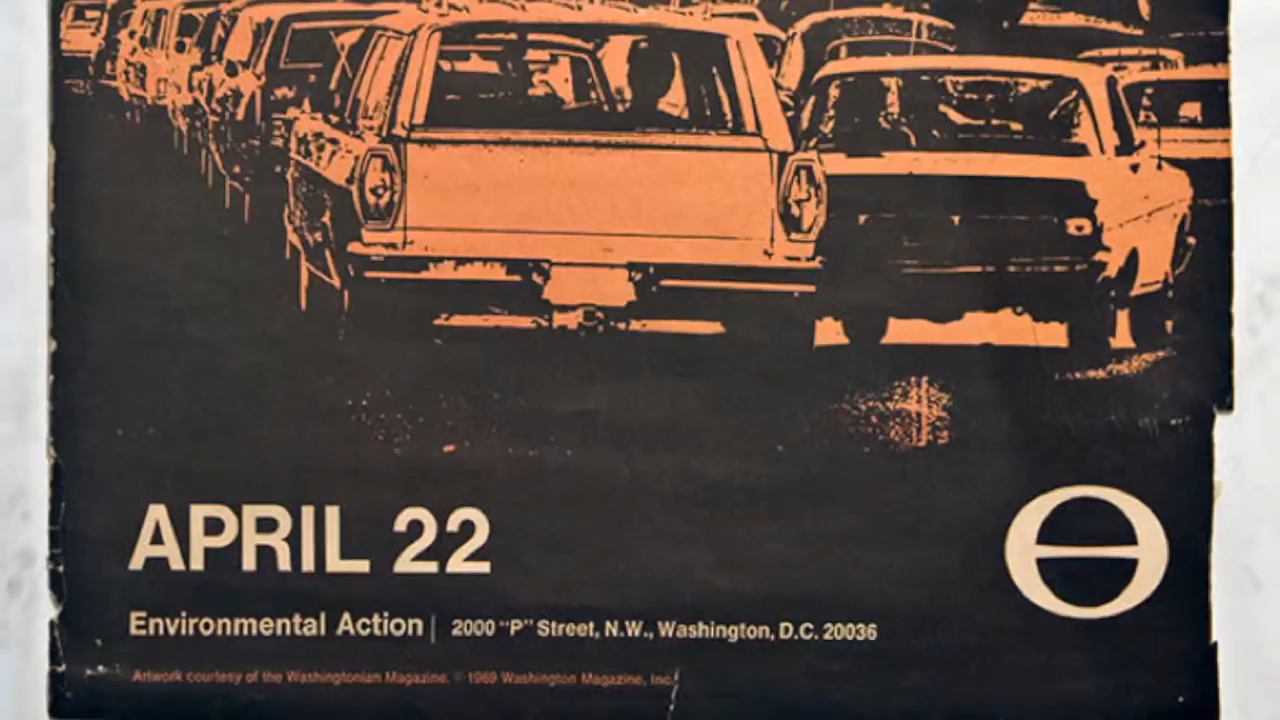 APRIL 22
Environmental Action | 2000 "P" Street, N.W., Washington, D.C. 20036
Artwork courtesy of the Washingtonian Magazine. © 1969 Washington Magazine, Inc.